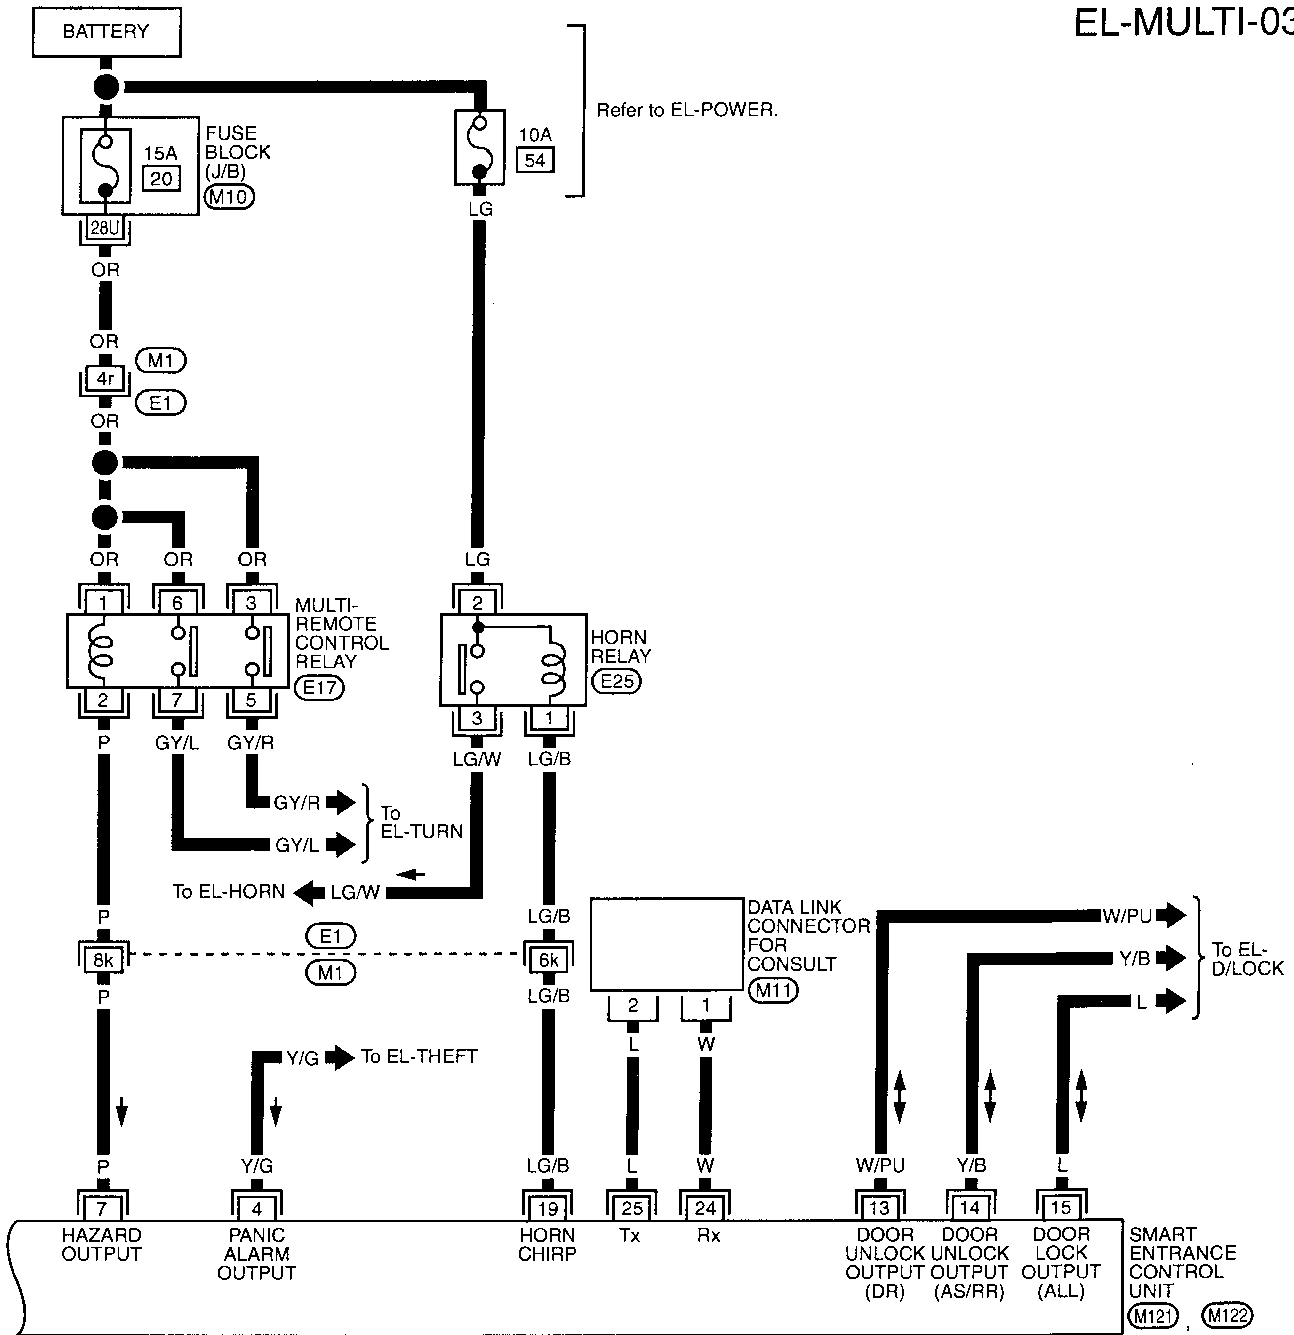 EL-MULTI-03
BATTERY
Refer to EL-POWER.
FUSE
BLOCK
(J/B)
M10
15A
20
10A
54
28U
LG
OR
OR
M1
4r
E1
OR
OR
OR
OR
LG
1
6
3
2
MULTI-
REMOTE
CONTROL
RELAY
E17
HORN
RELAY
E25
2
7
5
3
1
P
GY/L
GY/R
LG/W
LG/B
GY/R
GY/L
To
EL-TURN
To EL-HORN
LG/W
P
LG/B
E1
8k
6k
M1
P
LG/B
DATA LINK
CONNECTOR
FOR
CONSULT
M11
2
1
L
W
W/PU
Y/B
L
To EL-
D/LOCK
Y/G
To EL-THEFT
P
Y/G
LG/B
L
W
W/PU
Y/B
L
7
4
19
25
24
13
14
15
HAZARD
OUTPUT
PANIC
ALARM
OUTPUT
HORN
CHIRP
Tx
Rx
DOOR
UNLOCK
OUTPUT
(DR)
DOOR
UNLOCK
OUTPUT
(AS/RR)
DOOR
LOCK
OUTPUT
(ALL)
SMART
ENTRANCE
CONTROL
UNIT
M121 , M122